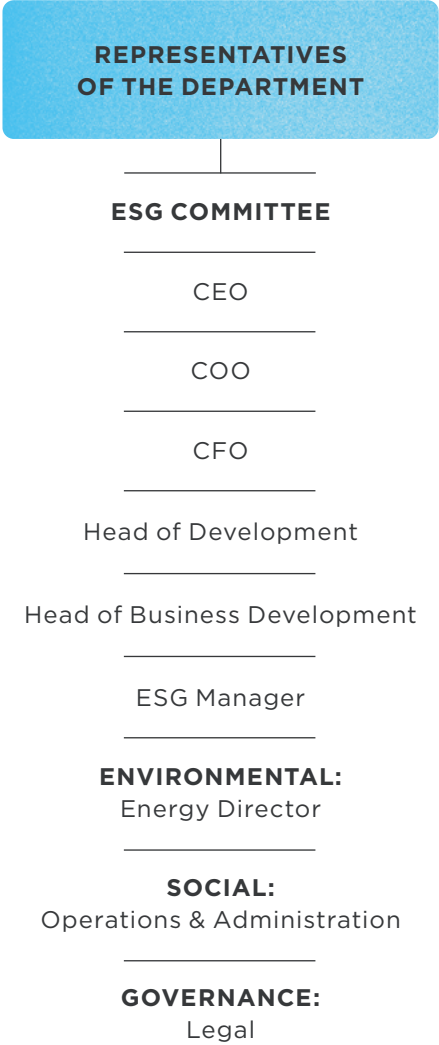 REPRESENTATIVES
OF THE DEPARTMENT
ESG COMMITTEE
CEO
COO
CFO
Head of Development
Head of Business Development
ESG Manager
ENVIRONMENTAL:
Energy Director
SOCIAL:
Operations & Administration
GOVERNANCE:
Legal